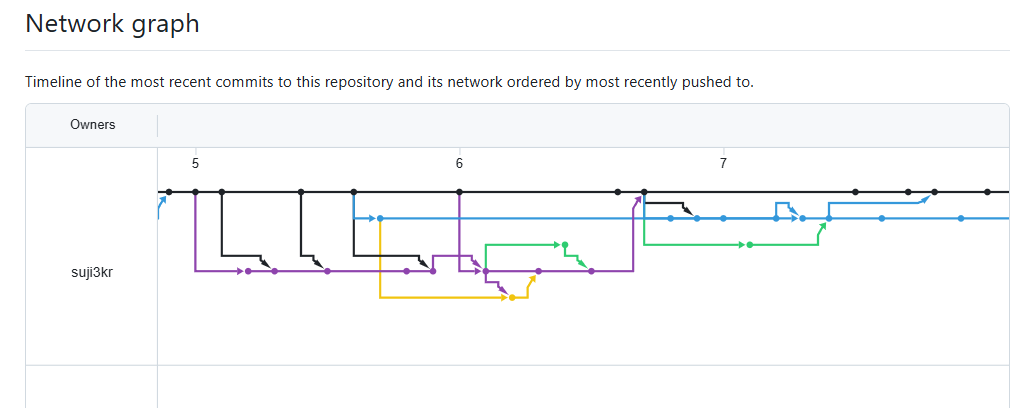 Network graph
Timeline of the most recent commits to this repository and its network ordered by most recently pushed to.
Owners
5 6 7
suji3kr